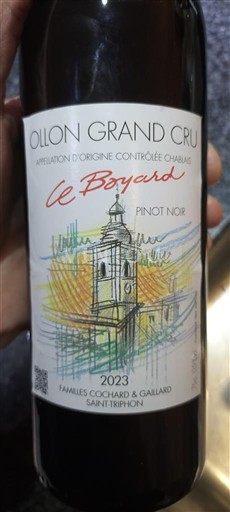 OLLON GRAND CRU
APPELLATION D'ORIGINE CONTRÔLÉE CHABLAIS
Le Boyard
PINOT NOIR
2023
FAMILLES COCHARD & GAILLARD
SAINT-TRIPHON